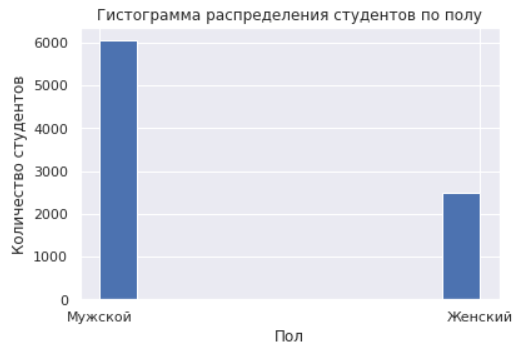 Гистограмма распределения студентов по полу
Количество студентов
6000
5000
4000
3000
2000
1000
0
Мужской
Женский
Пол